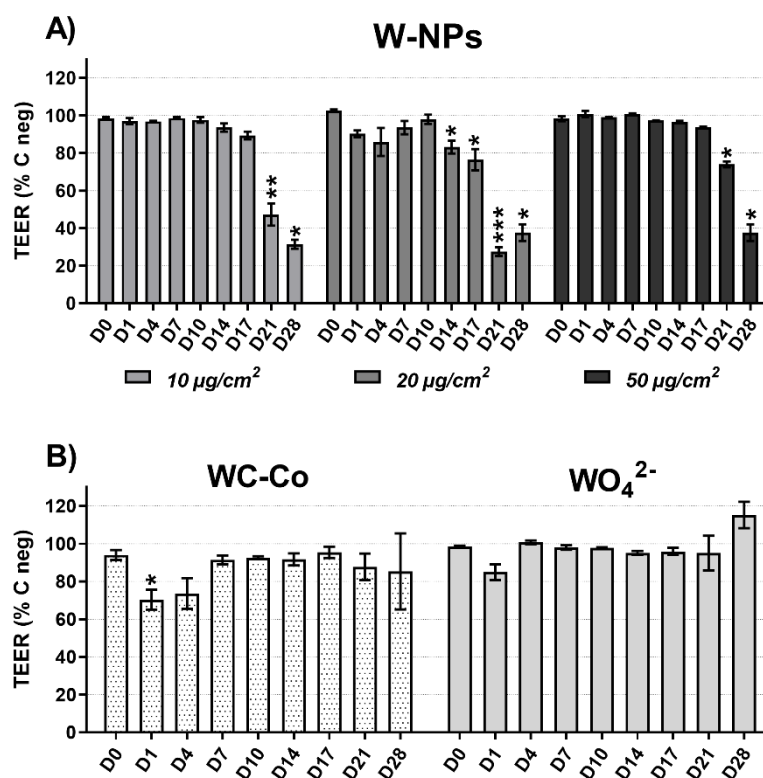 A)
W-NPs
TEER (% C neg)
120
100
80
60
40
20
0
** * * * *** * * *
D0 D1 D4 D7 D10 D14 D17 D21 D28 D0 D1 D4 D7 D10 D14 D17 D21 D28 D0 D1 D4 D7 D10 D14 D17 D21 D28
10 µg/cm² 20 µg/cm² 50 µg/cm²
B)
WC-Co WO₄²⁻
TEER (% C neg)
120
100
80
60
40
20
0
*
D0 D1 D4 D7 D10 D14 D17 D21 D28 D0 D1 D4 D7 D10 D14 D17 D21 D28